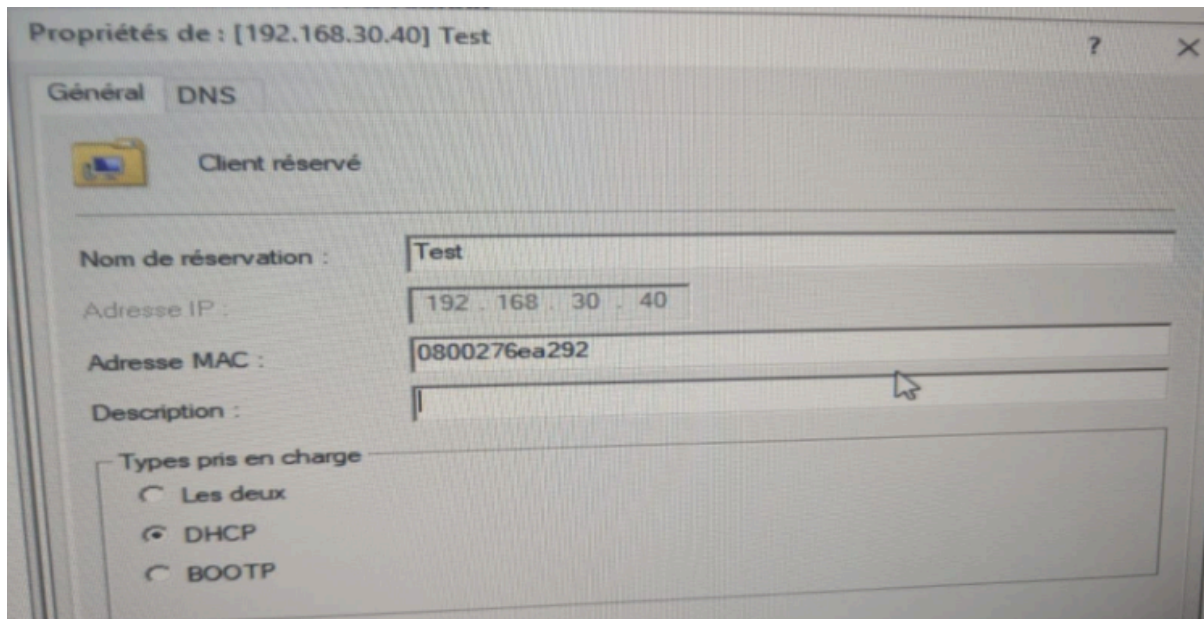 Propriétés de : [192.168.30.40] Test ? X
Général DNS
Client réservé
Nom de réservation : Test
Adresse IP : 192 . 168 . 30 . 40
Adresse MAC : 0800276ea292
Description :
Types pris en charge
Les deux
DHCP
BOOTP